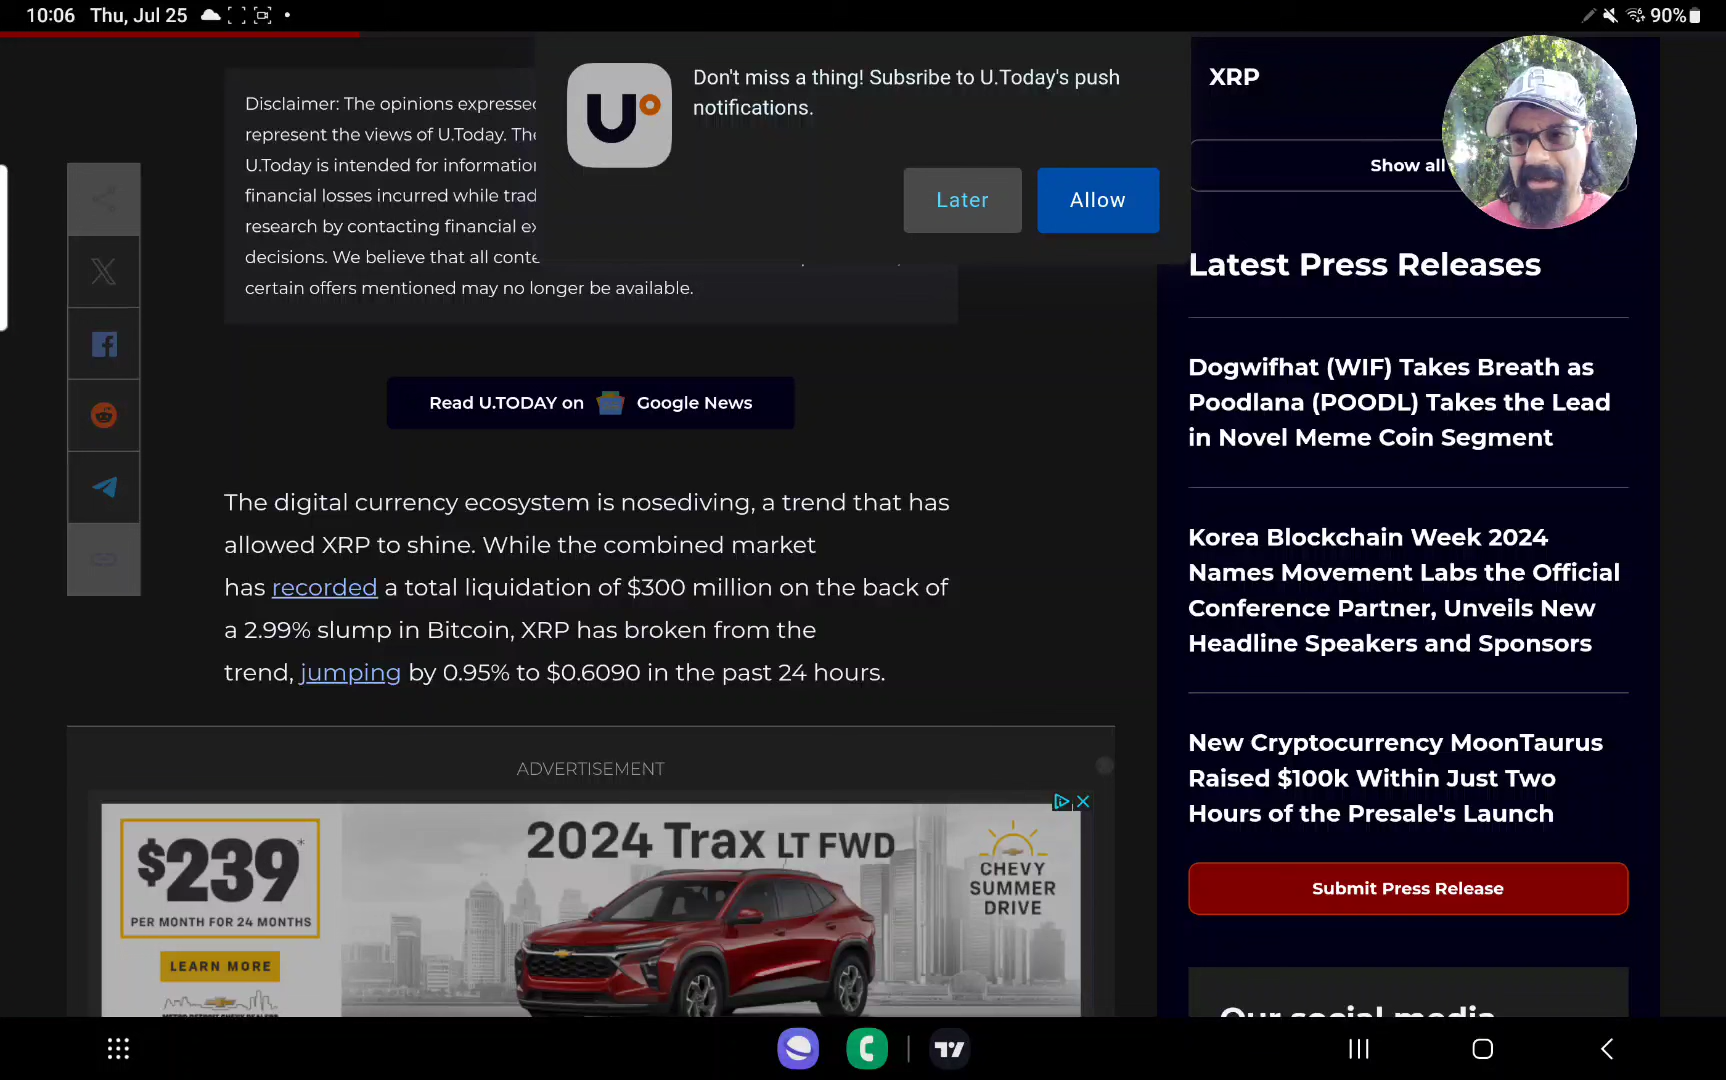 10:06 Thu, Jul 25
90%
Don't miss a thing! Subsribe to U.Today's push
notifications.
Later
Allow
Disclaimer: The opinions expressed
represent the views of U.Today. The
U.Today is intended for
financial losses incurred while
research by contacting financial
decisions. We believe that all
certain offers mentioned may no longer be available.
Read U.TODAY on Google News
The digital currency ecosystem is nosediving, a trend that has
allowed XRP to shine. While the combined market
has recorded a total liquidation of $300 million on the back of
a 2.99% slump in Bitcoin, XRP has broken from the
trend, jumping by 0.95% to $0.6090 in the past 24 hours.
ADVERTISEMENT
$239*
PER MONTH FOR 24 MONTHS
LEARN MORE
2024 Trax LT FWD
CHEVY
SUMMER
DRIVE
XRP
Show all
Latest Press Releases
Dogwifhat (WIF) Takes Breath as
Poodlana (POODL) Takes the Lead
in Novel Meme Coin Segment
Korea Blockchain Week 2024
Names Movement Labs the Official
Conference Partner, Unveils New
Headline Speakers and Sponsors
New Cryptocurrency MoonTaurus
Raised $100k Within Just Two
Hours of the Presale's Launch
Submit Press Release
Our social media